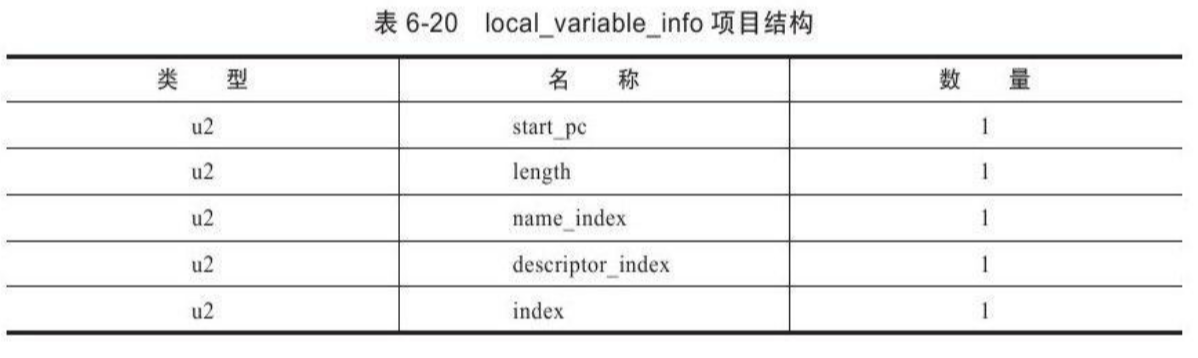 表 6-20 local_variable_info 项目结构
类 型 名 称 数 量
u2 start_pc 1
u2 length 1
u2 name_index 1
u2 descriptor_index 1
u2 index 1